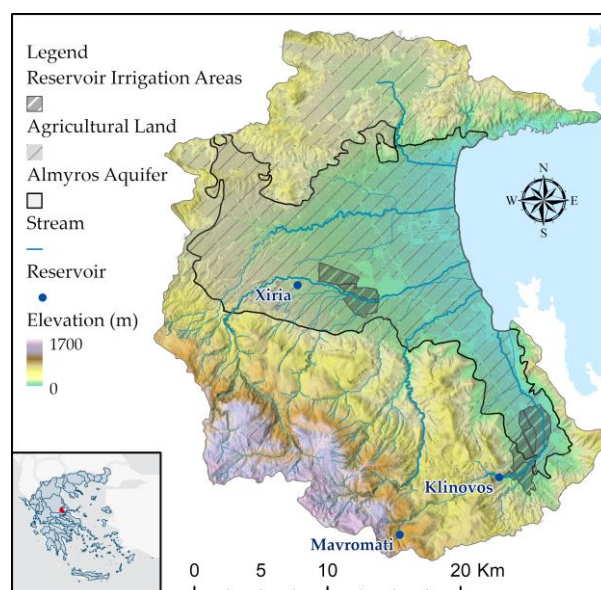 Legend
Reservoir Irrigation Areas
Agricultural Land
Almyros Aquifer
Stream
Reservoir
Elevation (m)
1700
0
N
W E
S
Xiria
Klinovos
Mavromati
0 5 10 20 Km